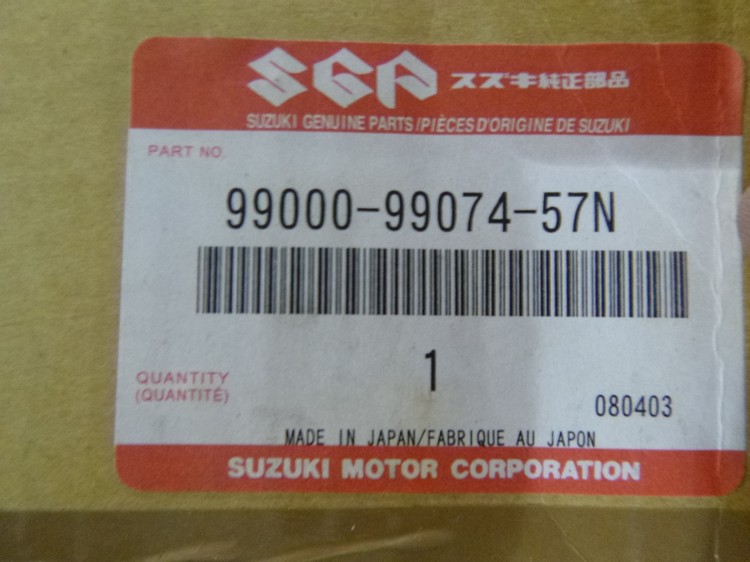 SGP スズキ純正部品
SUZUKI GENUINE PARTS/PIÈCES D'ORIGINE DE SUZUKI
PART NO.
99000-99074-57N
1
QUANTITY
(QUANTITÉ)
080403
MADE IN JAPAN/FABRIQUE AU JAPON
SUZUKI MOTOR CORPORATION